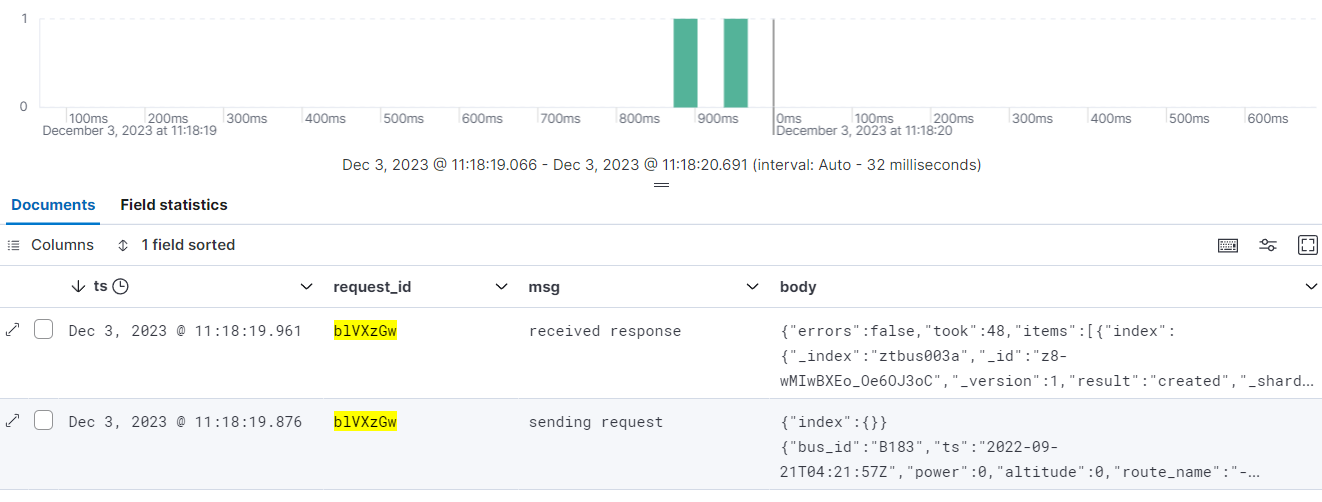 1
0
100ms 200ms 300ms 400ms 500ms 600ms 700ms 800ms 900ms 0ms 100ms 200ms 300ms 400ms 500ms 600ms
December 3, 2023 at 11:18:19 December 3, 2023 at 11:18:20
Dec 3, 2023 @ 11:18:19.066 - Dec 3, 2023 @ 11:18:20.691 (interval: Auto - 32 milliseconds)
Documents Field statistics
Columns 1 field sorted
ts request_id msg body
Dec 3, 2023 @ 11:18:19.961 blVXzGw received response {"errors":false,"took":48,"items":[{"index":
{"_index":"ztbus003a","_id":"z8-
wMIwBXEo_Oe6OJ3oC","_version":1,"result":"created","_shard...
Dec 3, 2023 @ 11:18:19.876 blVXzGw sending request {"index":{}}
{"bus_id":"B183","ts":"2022-09-
21T04:21:57Z","power":0,"altitude":0,"route_name":"-...